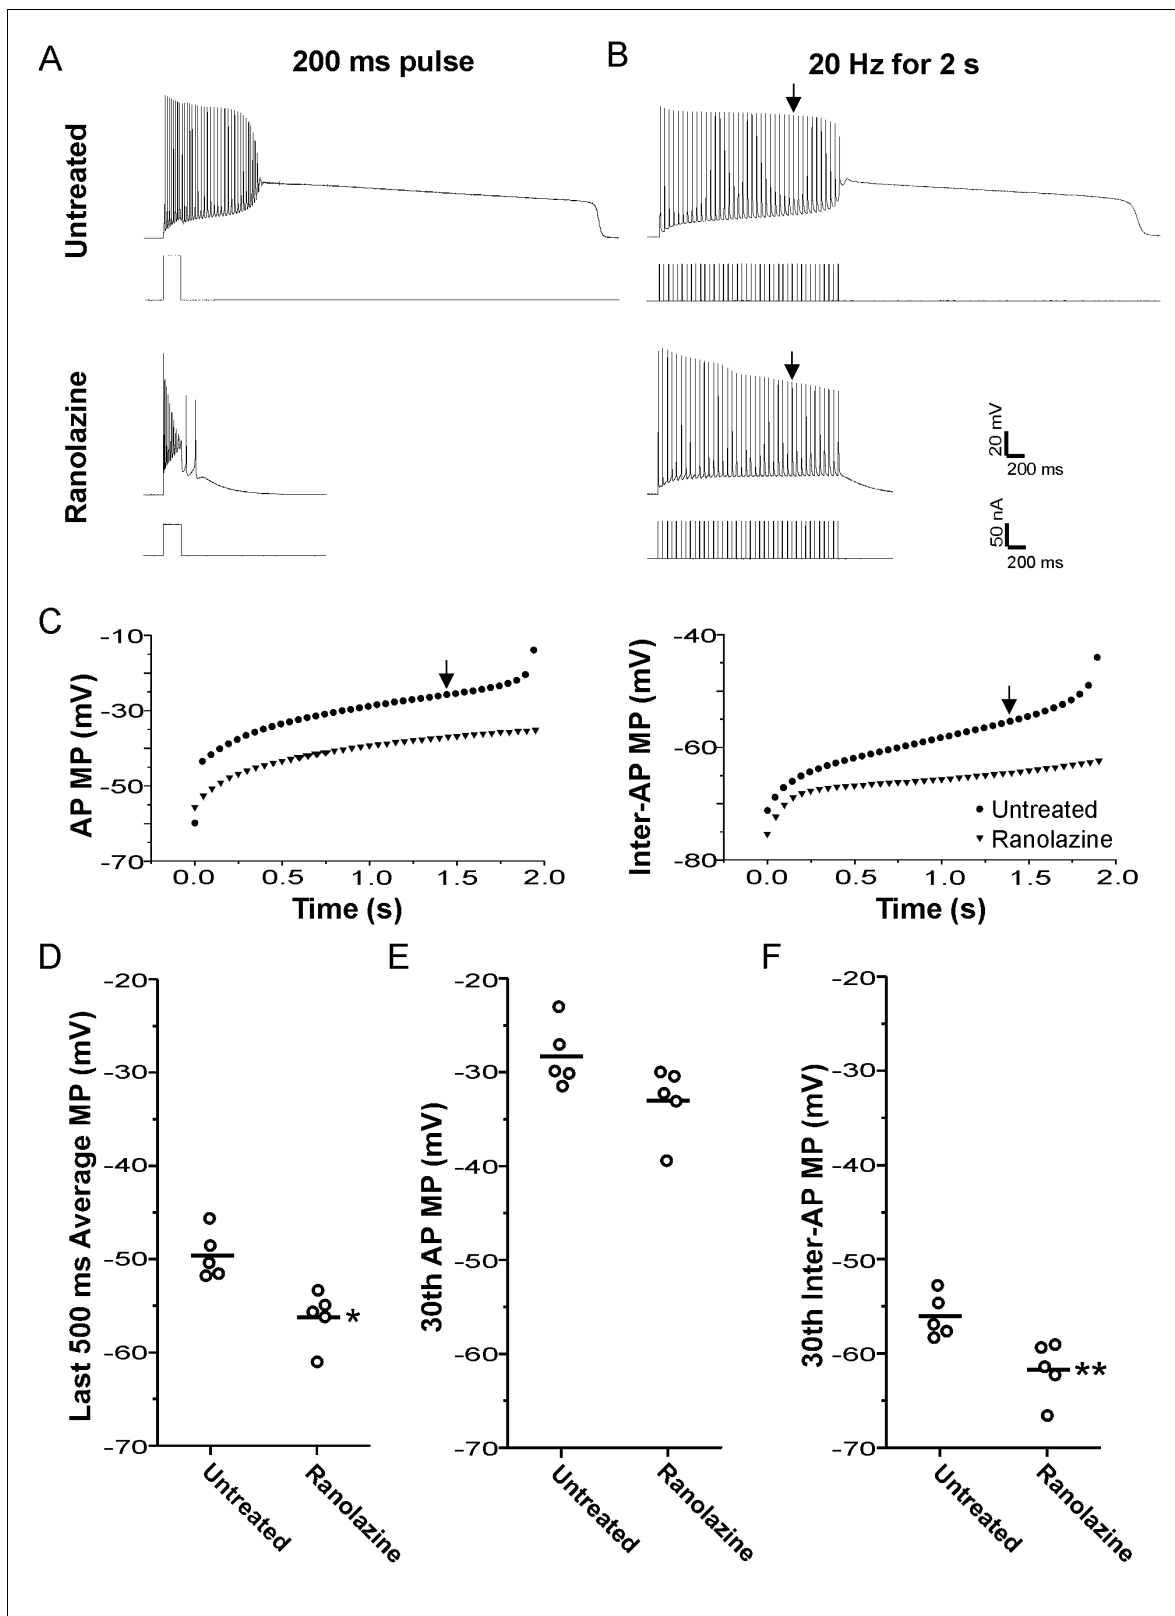 A
200 ms pulse
B
20 Hz for 2 s
Untreated
Ranolazine
20 mV
200 ms
50 nA
200 ms
C
AP MP (mV)
-10
-30
-50
-70
0.0 0.5 1.0 1.5 2.0
Time (s)
Inter-AP MP (mV)
-40
-60
-80
Untreated
Ranolazine
0.0 0.5 1.0 1.5 2.0
Time (s)
D
Last 500 ms Average MP (mV)
-20
-30
-40
-50
-60
-70
*
Untreated
Ranolazine
E
30th AP MP (mV)
-20
-30
-40
-50
-60
-70
Untreated
Ranolazine
F
30th Inter-AP MP (mV)
-20
-30
-40
-50
-60
-70
**
Untreated
Ranolazine